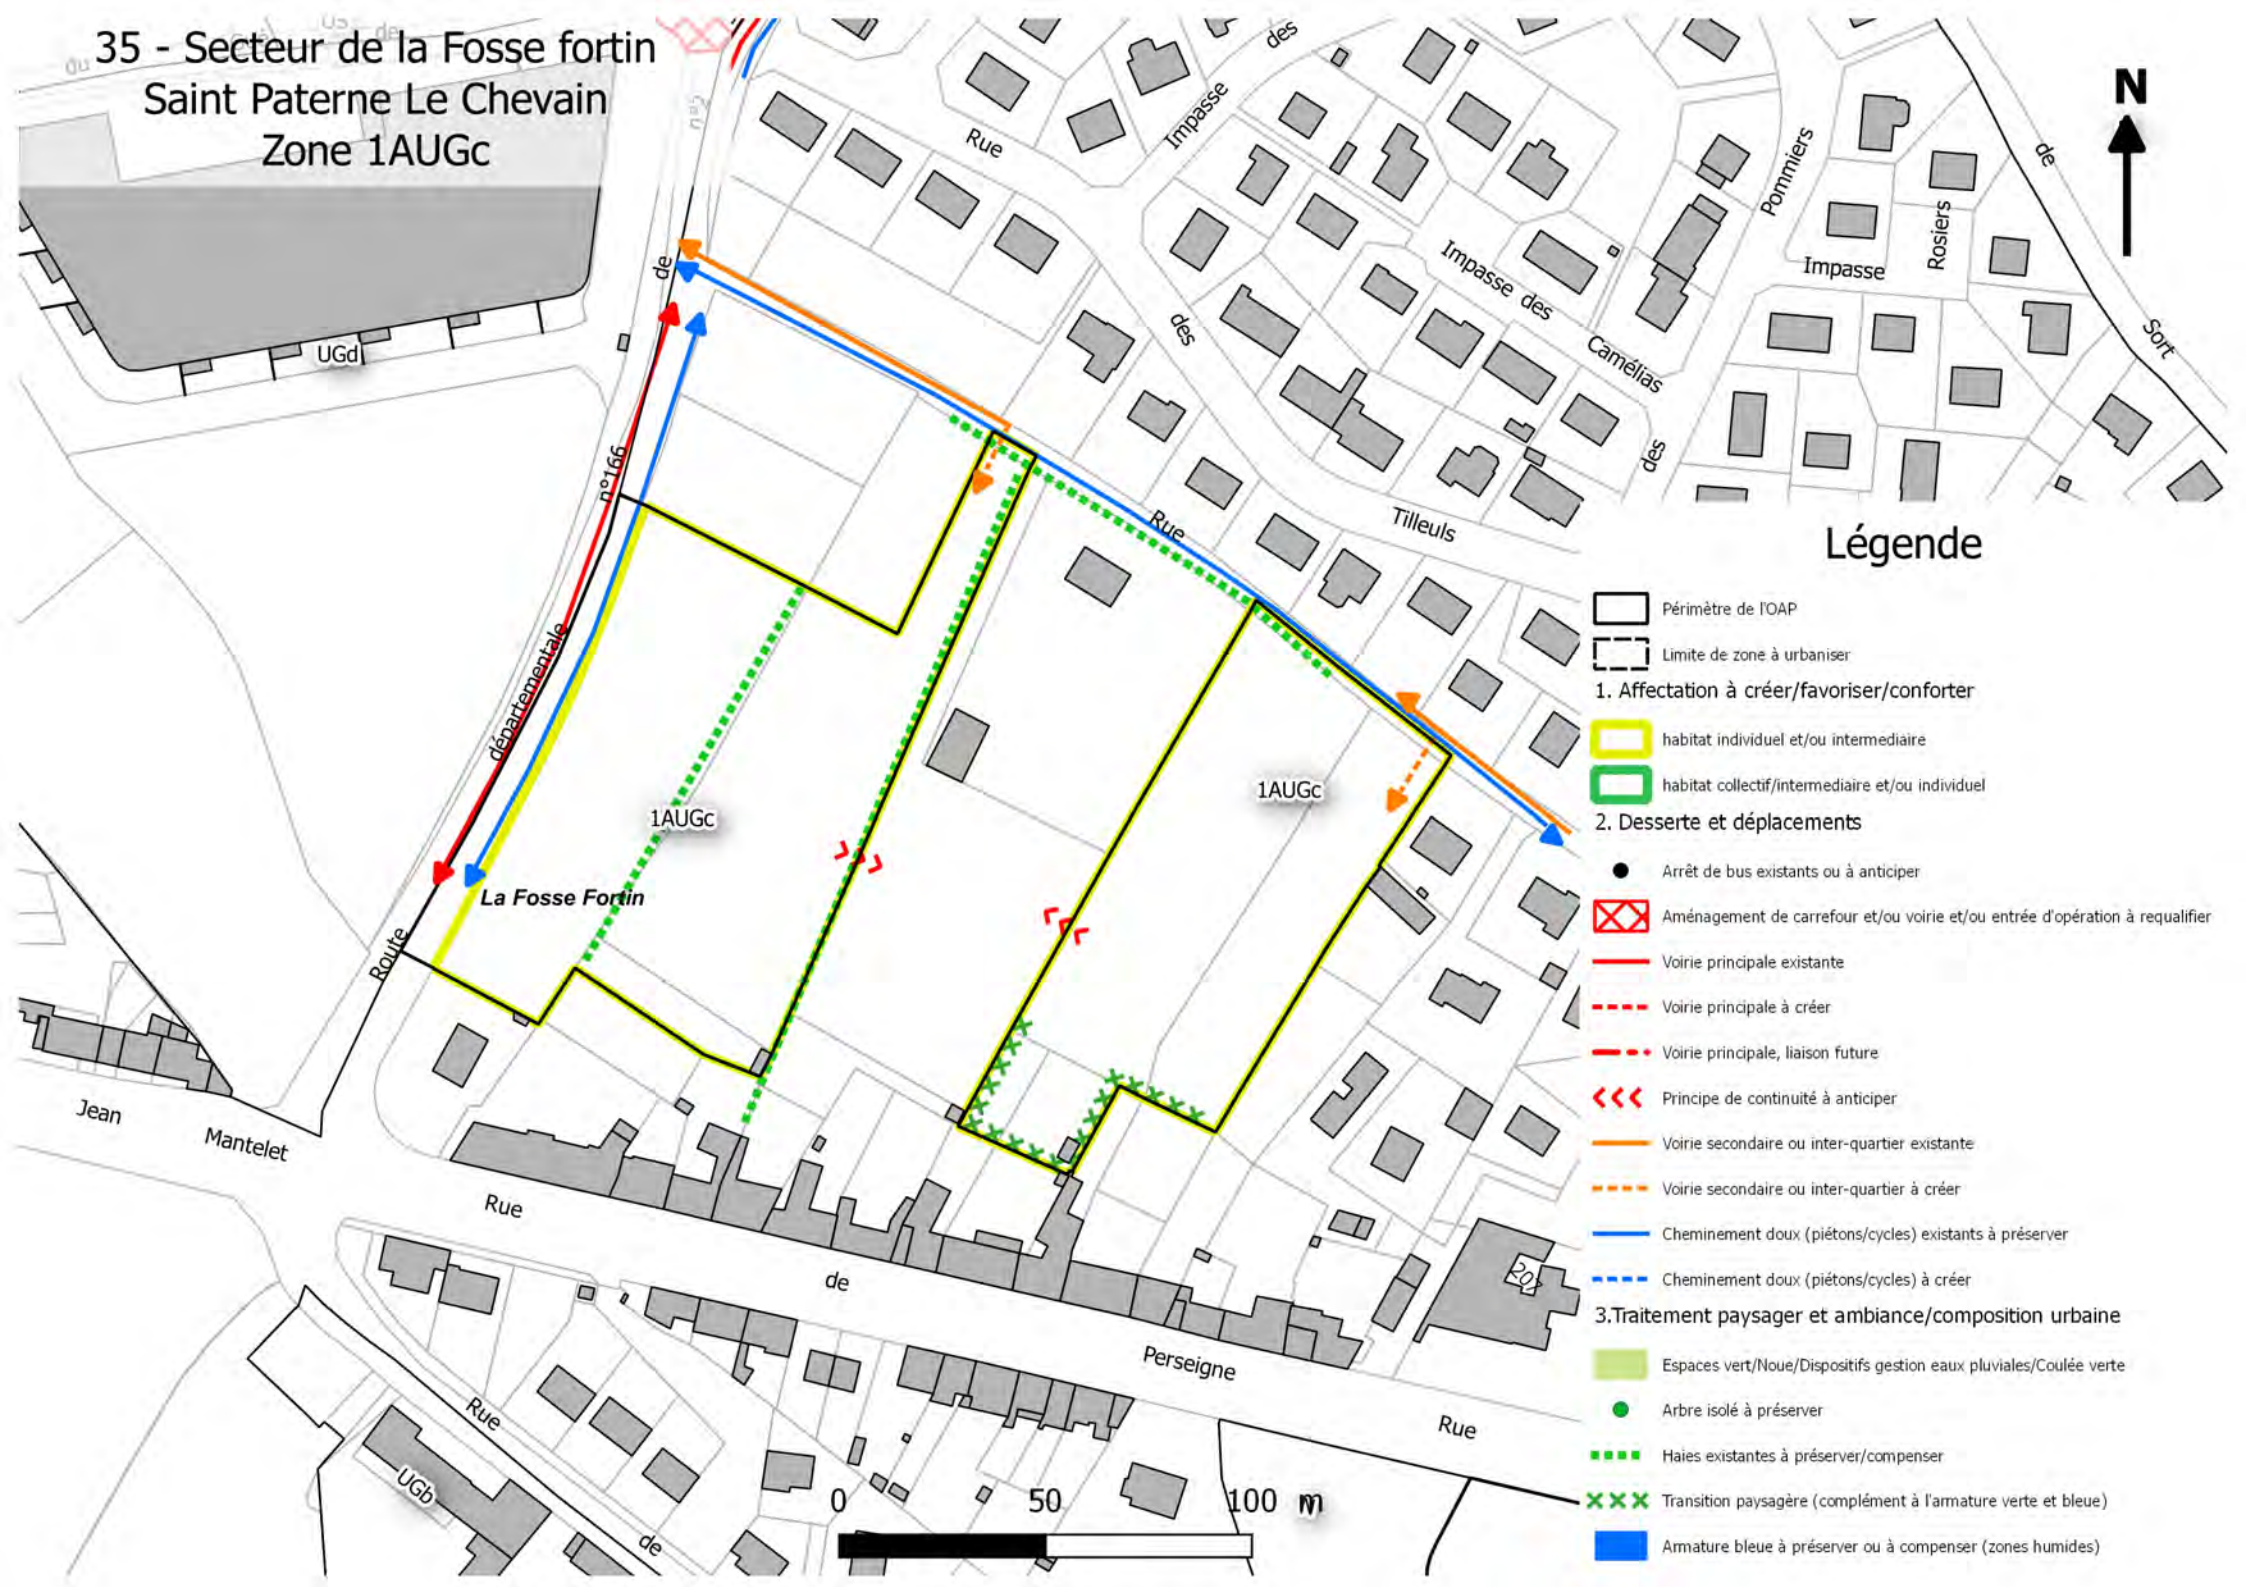 du
de
35 - Secteur de la Fosse fortin
Saint Paterne Le Chevain
Zone 1AUGc
N
des
Impasse
Rue
Pommiers
de
Rosiers
Impasse
Impasse des
Camélias
des
Sort
de
des
UGd
n°166
Rue
Tilleuls
départementale
1AUGc
1AUGc
La Fosse Fortin
Route
Jean
Mantelet
Rue
de
Perseigne
Rue
207
Rue
UGb
de
0 50 100 m
Légende
Périmètre de l'OAP
Limite de zone à urbaniser
1. Affectation à créer/favoriser/conforter
habitat individuel et/ou intermediaire
habitat collectif/intermediaire et/ou individuel
2. Desserte et déplacements
Arrêt de bus existants ou à anticiper
Aménagement de carrefour et/ou voirie et/ou entrée d'opération à requalifier
Voirie principale existante
Voirie principale à créer
Voirie principale, liaison future
Principe de continuité à anticiper
Voirie secondaire ou inter-quartier existante
Voirie secondaire ou inter-quartier à créer
Cheminement doux (piétons/cycles) existants à préserver
Cheminement doux (piétons/cycles) à créer
3.Traitement paysager et ambiance/composition urbaine
Espaces vert/Noue/Dispositifs gestion eaux pluviales/Coulée verte
Arbre isolé à préserver
Haies existantes à préserver/compenser
Transition paysagère (complément à l'armature verte et bleue)
Armature bleue à préserver ou à compenser (zones humides)